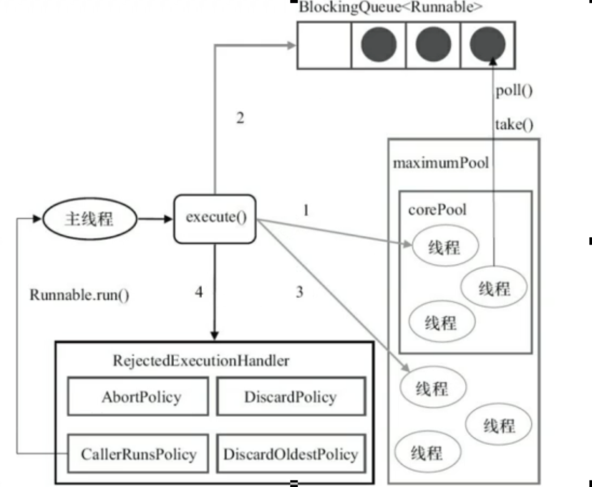 BlockingQueue<Runnable>
poll()
2
take()
maximumPool
corePool
主线程
execute()
1
线程
线程
Runnable.run()
4
3
线程
RejectedExecutionHandler
线程
AbortPolicy
DiscardPolicy
线程
CallerRunsPolicy
DiscardOldestPolicy
线程